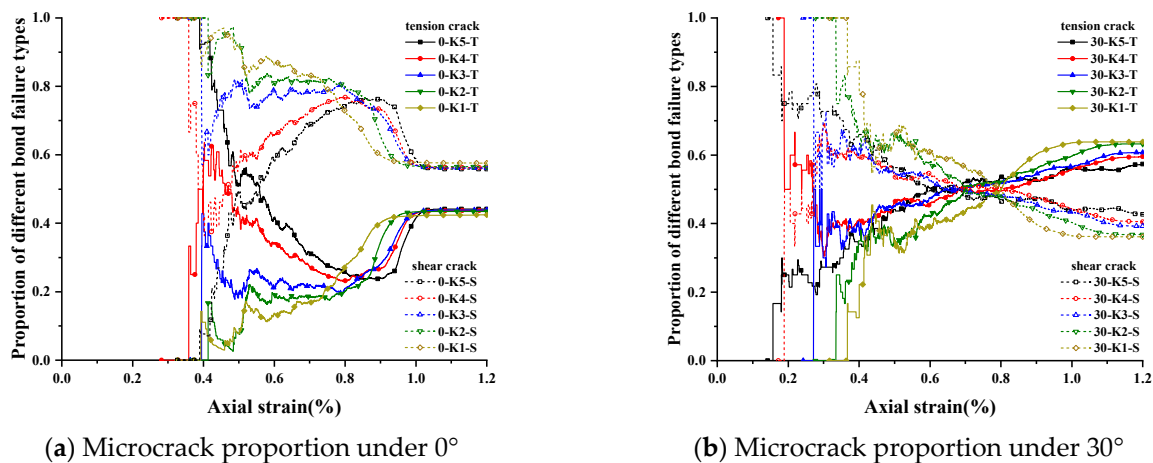 Proportion of different bond failure types
1.0
0.8
0.6
0.4
0.2
0.0
tension crack
0-K5-T
0-K4-T
0-K3-T
0-K2-T
0-K1-T
shear crack
0-K5-S
0-K4-S
0-K3-S
0-K2-S
0-K1-S
0.0 0.2 0.4 0.6 0.8 1.0 1.2
Axial strain(%)
(a) Microcrack proportion under 0°
Proportion of different bond failure types
1.0
0.8
0.6
0.4
0.2
0.0
tension crack
30-K5-T
30-K4-T
30-K3-T
30-K2-T
30-K1-T
shear crack
30-K5-S
30-K4-S
30-K3-S
30-K2-S
30-K1-S
0.0 0.2 0.4 0.6 0.8 1.0 1.2
Axial strain(%)
(b) Microcrack proportion under 30°